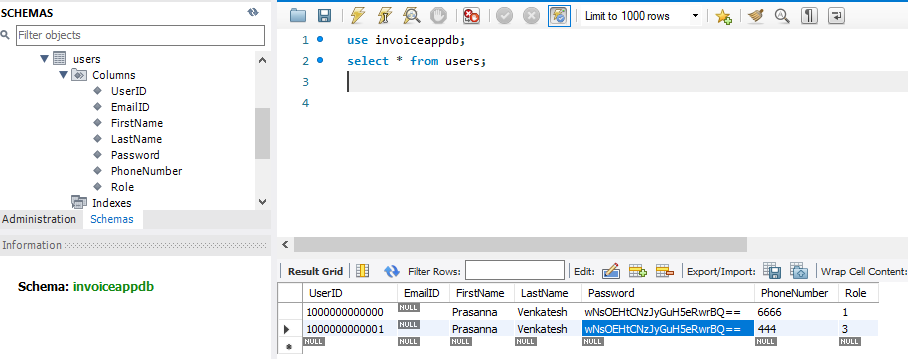 SCHEMAS
Filter objects
users
Columns
UserID
EmailID
FirstName
LastName
Password
PhoneNumber
Role
Indexes
Administration Schemas
Information
Schema: invoiceappdb
Limit to 1000 rows
1 use invoiceappdb;
2 select * from users;
3
4
Result Grid Filter Rows: Edit: Export/Import: Wrap Cell Content:
UserID EmailID FirstName LastName Password PhoneNumber Role
1000000000000 NULL Prasanna Venkatesh wNsOEHtCNzJyGuH5eRwrBQ== 6666 1
1000000000001 NULL Prasanna Venkatesh wNsOEHtCNzJyGuH5eRwrBQ== 444 3
NULL NULL NULL NULL NULL NULL NULL